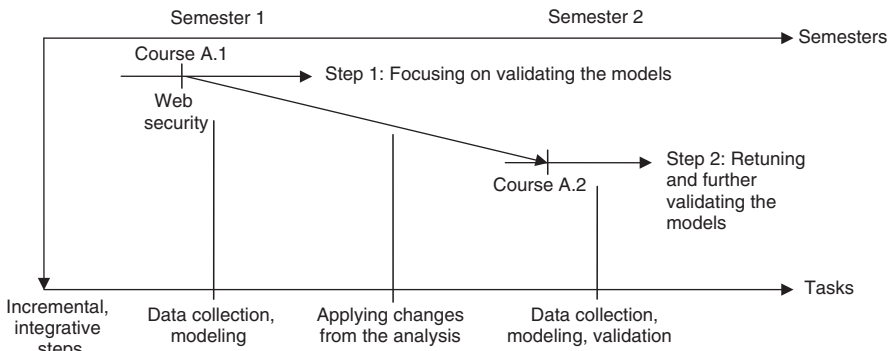 Semester 1
Semester 2
Semesters
Course A.1
Step 1: Focusing on validating the models
Web
security
Course A.2
Step 2: Retuning
and further
validating the
models
Tasks
Incremental,
integrative
steps
Data collection,
modeling
Applying changes
from the analysis
Data collection,
modeling, validation